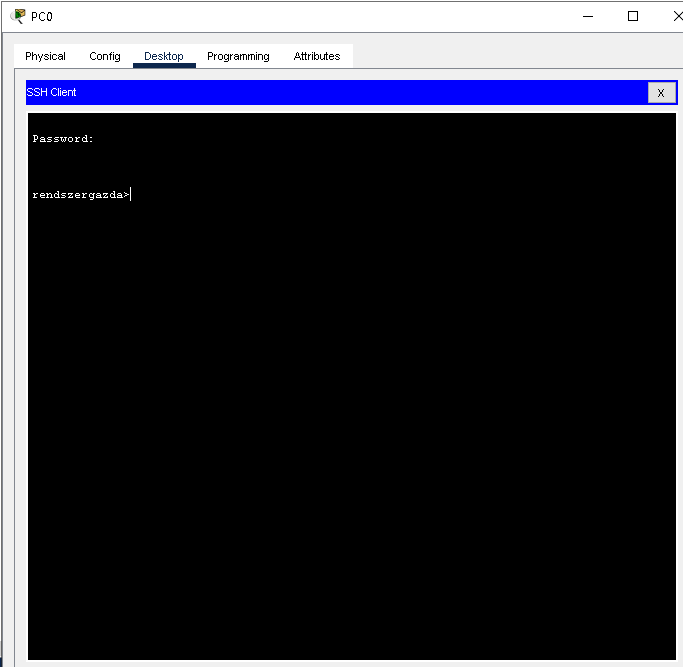 PC0
Physical Config Desktop Programming Attributes
SSH Client X
Password:
rendszergazda>